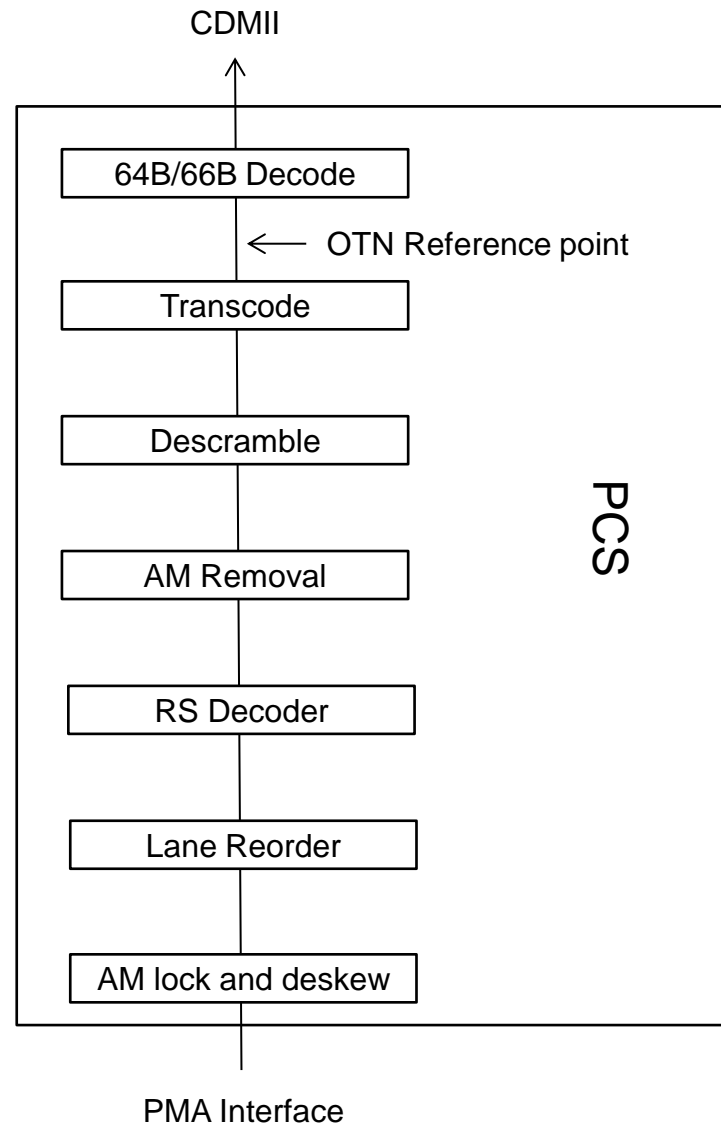 CDMII
64B/66B Decode
OTN Reference point
Transcode
Descramble
AM Removal
PCS
RS Decoder
Lane Reorder
AM lock and deskew
PMA Interface